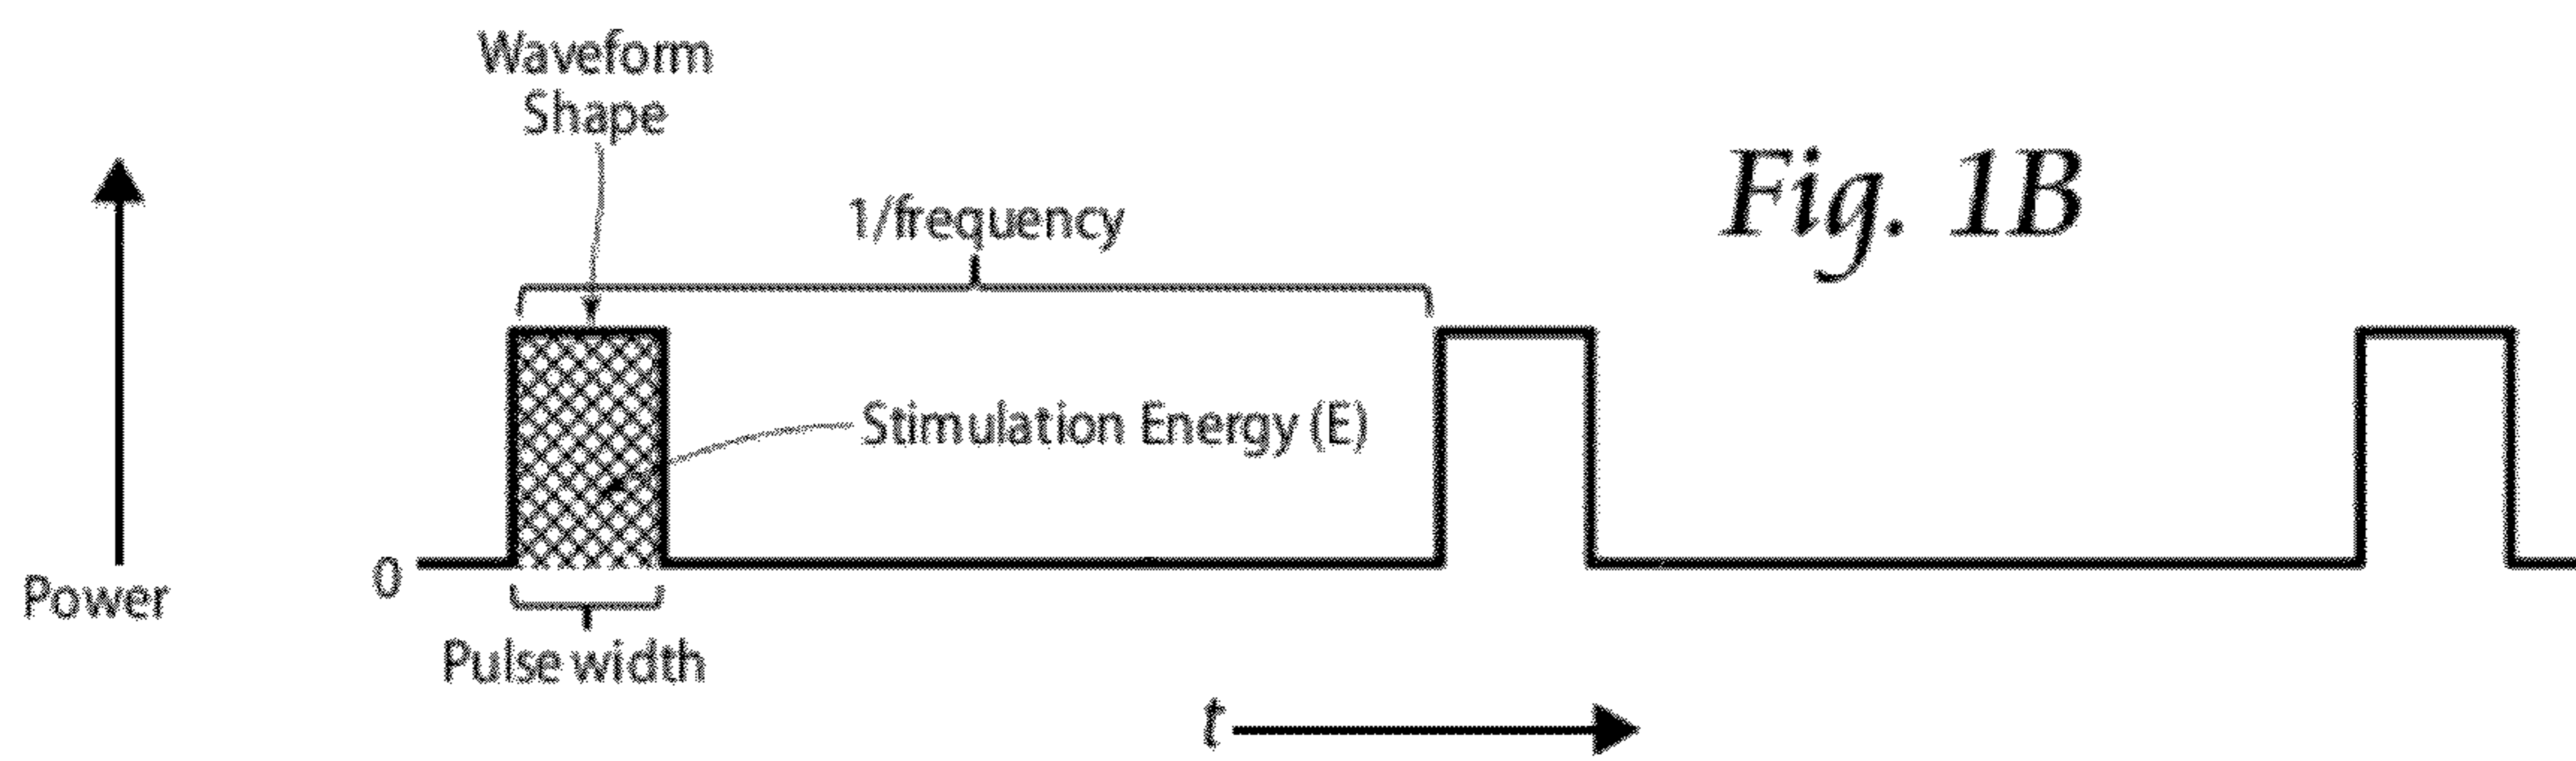 Waveform
Shape
1/frequency
Fig. 1B
Stimulation Energy (E)
0
Power
Pulse width
t